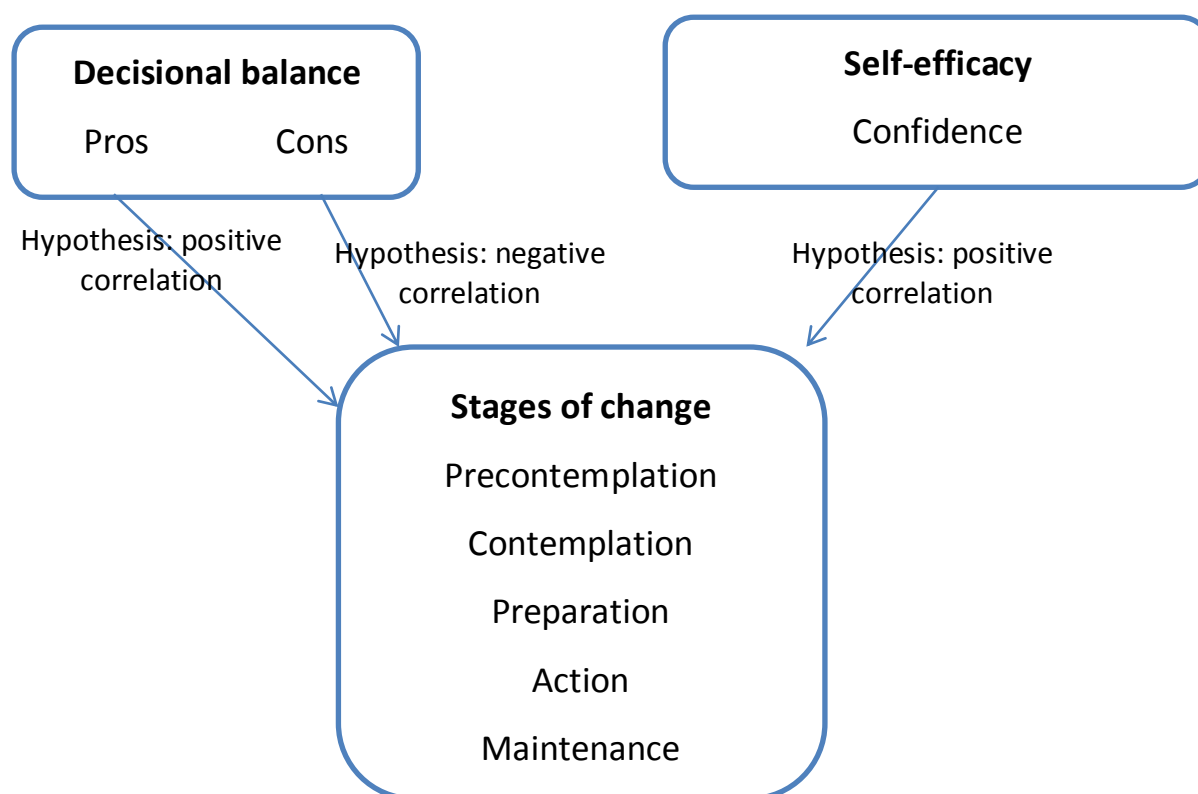 Decisional balance
Pros Cons
Self-efficacy
Confidence
Hypothesis: positive
correlation
Hypothesis: negative
correlation
Hypothesis: positive
correlation
Stages of change
Precontemplation
Contemplation
Preparation
Action
Maintenance